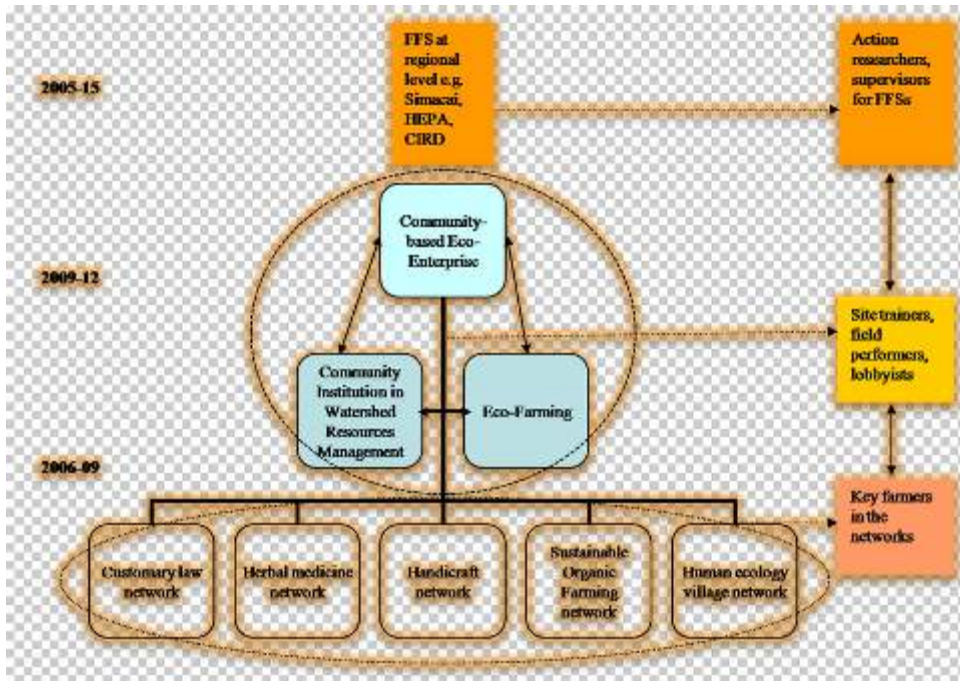 FFS at
regional
level e.g.
Simacai,
HEPA,
CIRD
Action
researchers,
supervisors
for FFSs
2005-15
Community-
based Eco-
Enterprise
2009-12
Site trainers,
field
performers,
lobbyists
Community
Institution in
Watershed
Resources
Management
Eco-Farming
2006-09
Key farmers
in the
networks
Customary law
network
Herbal medicine
network
Handicraft
network
Sustainable
Organic
Farming
network
Human ecology
village network